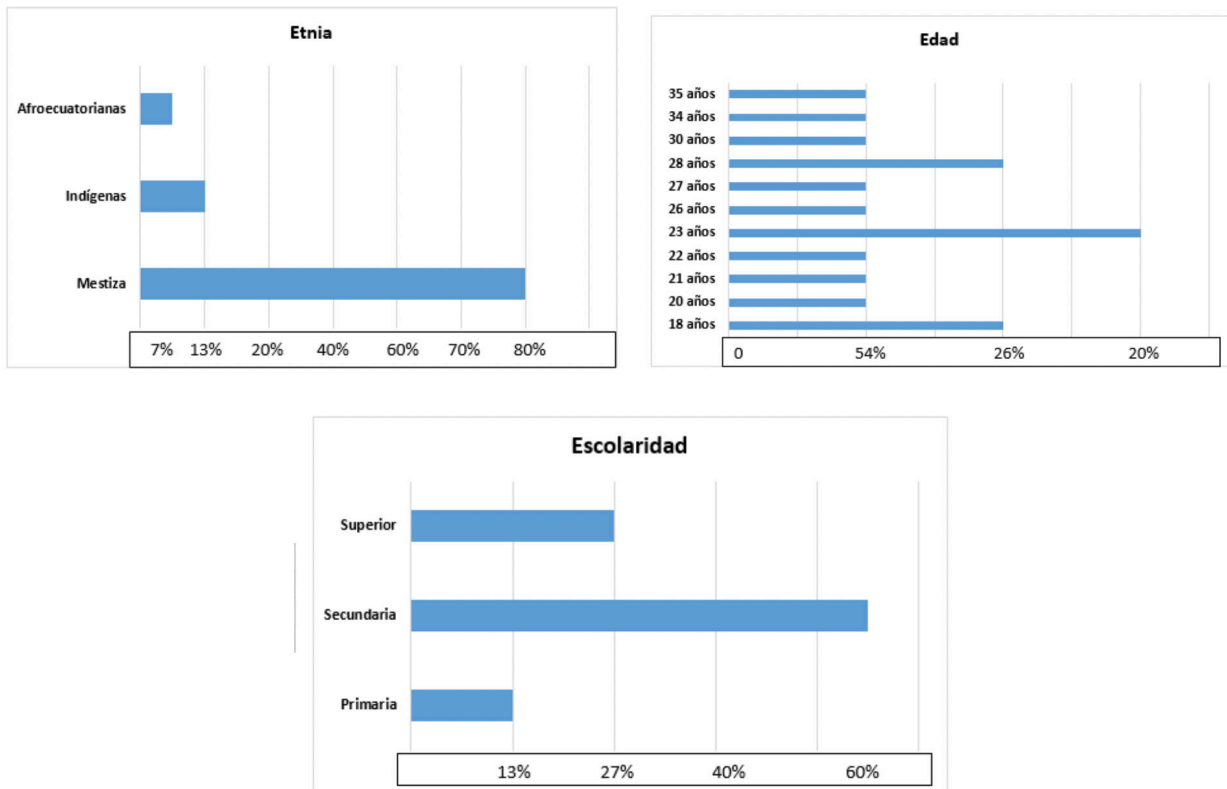 Etnia
Afroecuatorianas
Indígenas
Mestiza
7% 13% 20% 40% 60% 70% 80%
Edad
35 años
34 años
30 años
28 años
27 años
26 años
23 años
22 años
21 años
20 años
18 años
0 54% 26% 20%
Escolaridad
Superior
Secundaria
Primaria
13% 27% 40% 60%